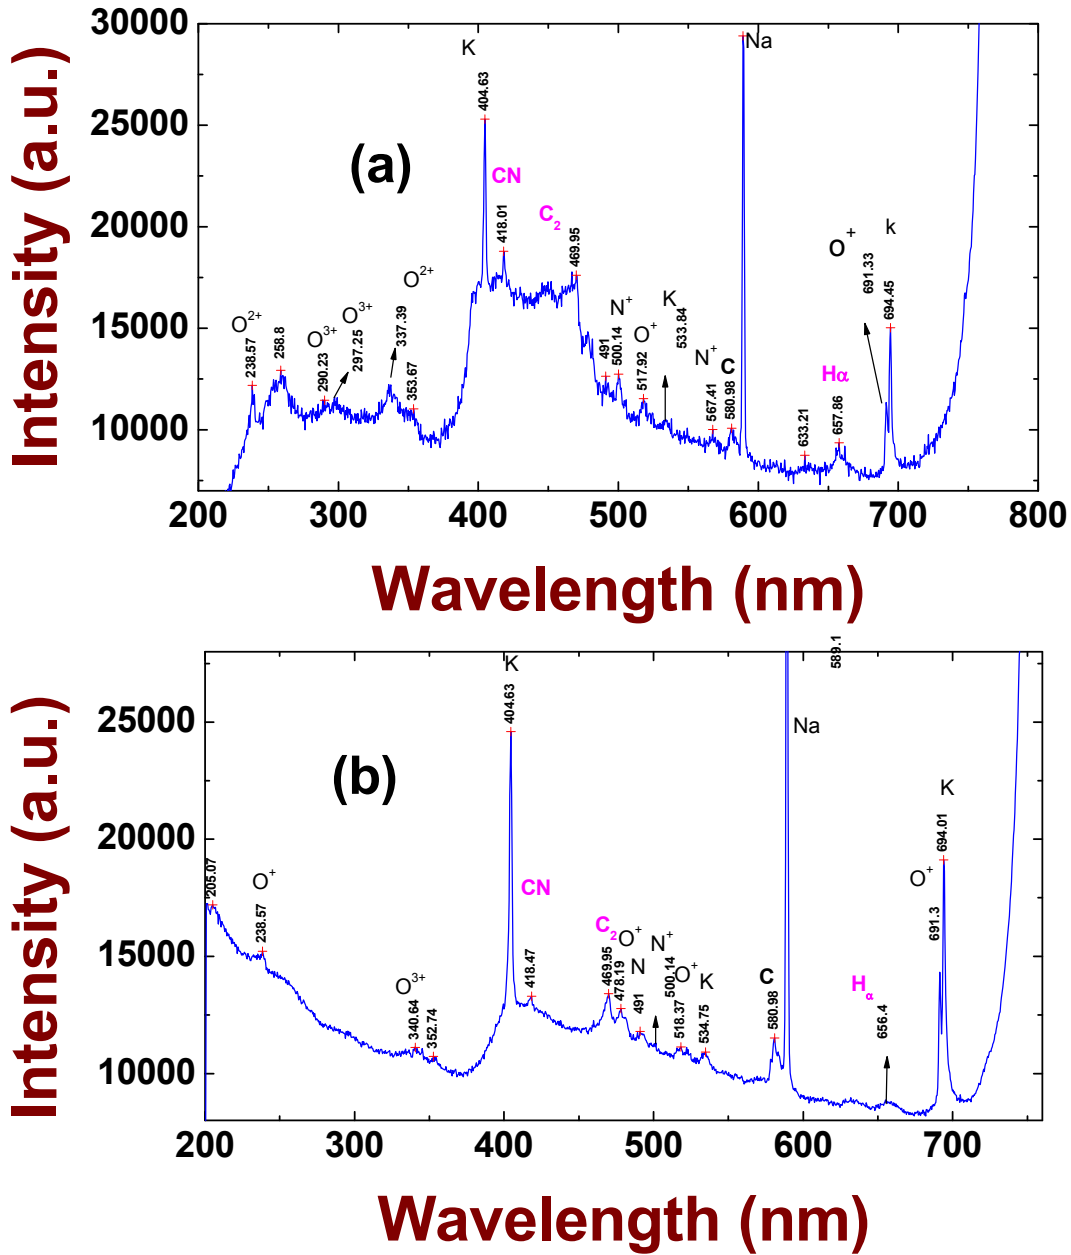 30000
25000
20000
15000
10000
Intensity (a.u.)
(a)
K
404.63
CN
418.01
C2
469.95
Na
O2+
238.57
258.8
O3+
290.23
O3+
297.25
337.39
O2+
353.67
491
N+
500.14
O+
517.92
K
533.84
N+
567.41
C
580.98
633.21
Hα
657.86
O+
691.33
k
694.45
200 300 400 500 600 700 800
Wavelength (nm)
25000
20000
15000
10000
Intensity (a.u.)
(b)
205.07
O+
238.57
O3+
340.64
352.74
K
404.63
CN
418.47
C2
469.95
O+
478.19
N
491
N+
500.14
O+
518.37
K
534.75
C
580.98
589.1
Na
Hα
656.4
O+
691.3
K
694.01
200 300 400 500 600 700
Wavelength (nm)